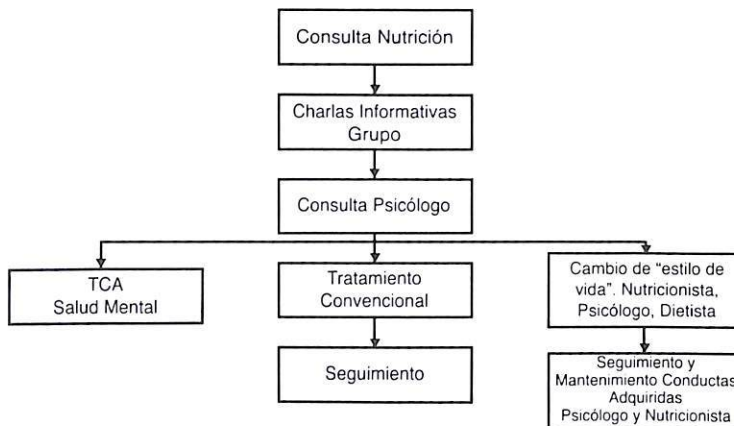 Consulta Nutrición
Charlas Informativas
Grupo
Consulta Psicólogo
TCA
Salud Mental
Tratamiento
Convencional
Cambio de "estilo de
vida". Nutricionista,
Psicólogo, Dietista
Seguimiento
Seguimiento y
Mantenimiento Conductas
Adquiridas
Psicólogo y Nutricionista